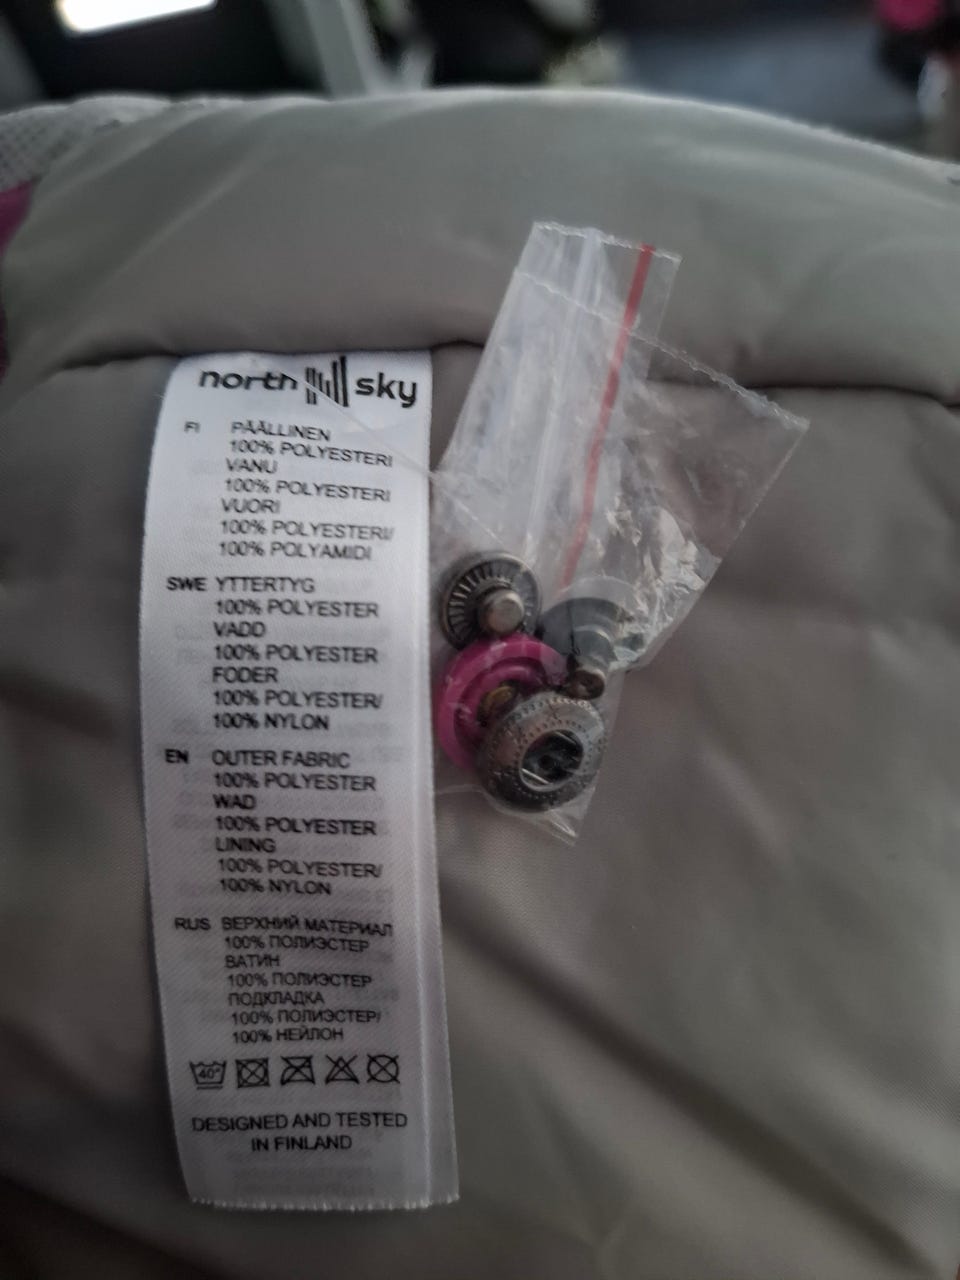 north sky
FI PÄÄLLINEN
100% POLYESTERI
VANU
100% POLYESTERI
VUORI
100% POLYESTERI/
100% POLYAMIDI
SWE YTTERTYG
100% POLYESTER
VADD
100% POLYESTER
FODER
100% POLYESTER/
100% NYLON
EN OUTER FABRIC
100% POLYESTER
WAD
100% POLYESTER
LINING
100% POLYESTER/
100% NYLON
RUS ВЕРХНИЙ МАТЕРИАЛ
100% ПОЛИЭСТЕР
ВАТИН
100% ПОЛИЭСТЕР
ПОДКЛАДКА
100% ПОЛИЭСТЕР/
100% НЕЙЛОН
40°
DESIGNED AND TESTED
IN FINLAND